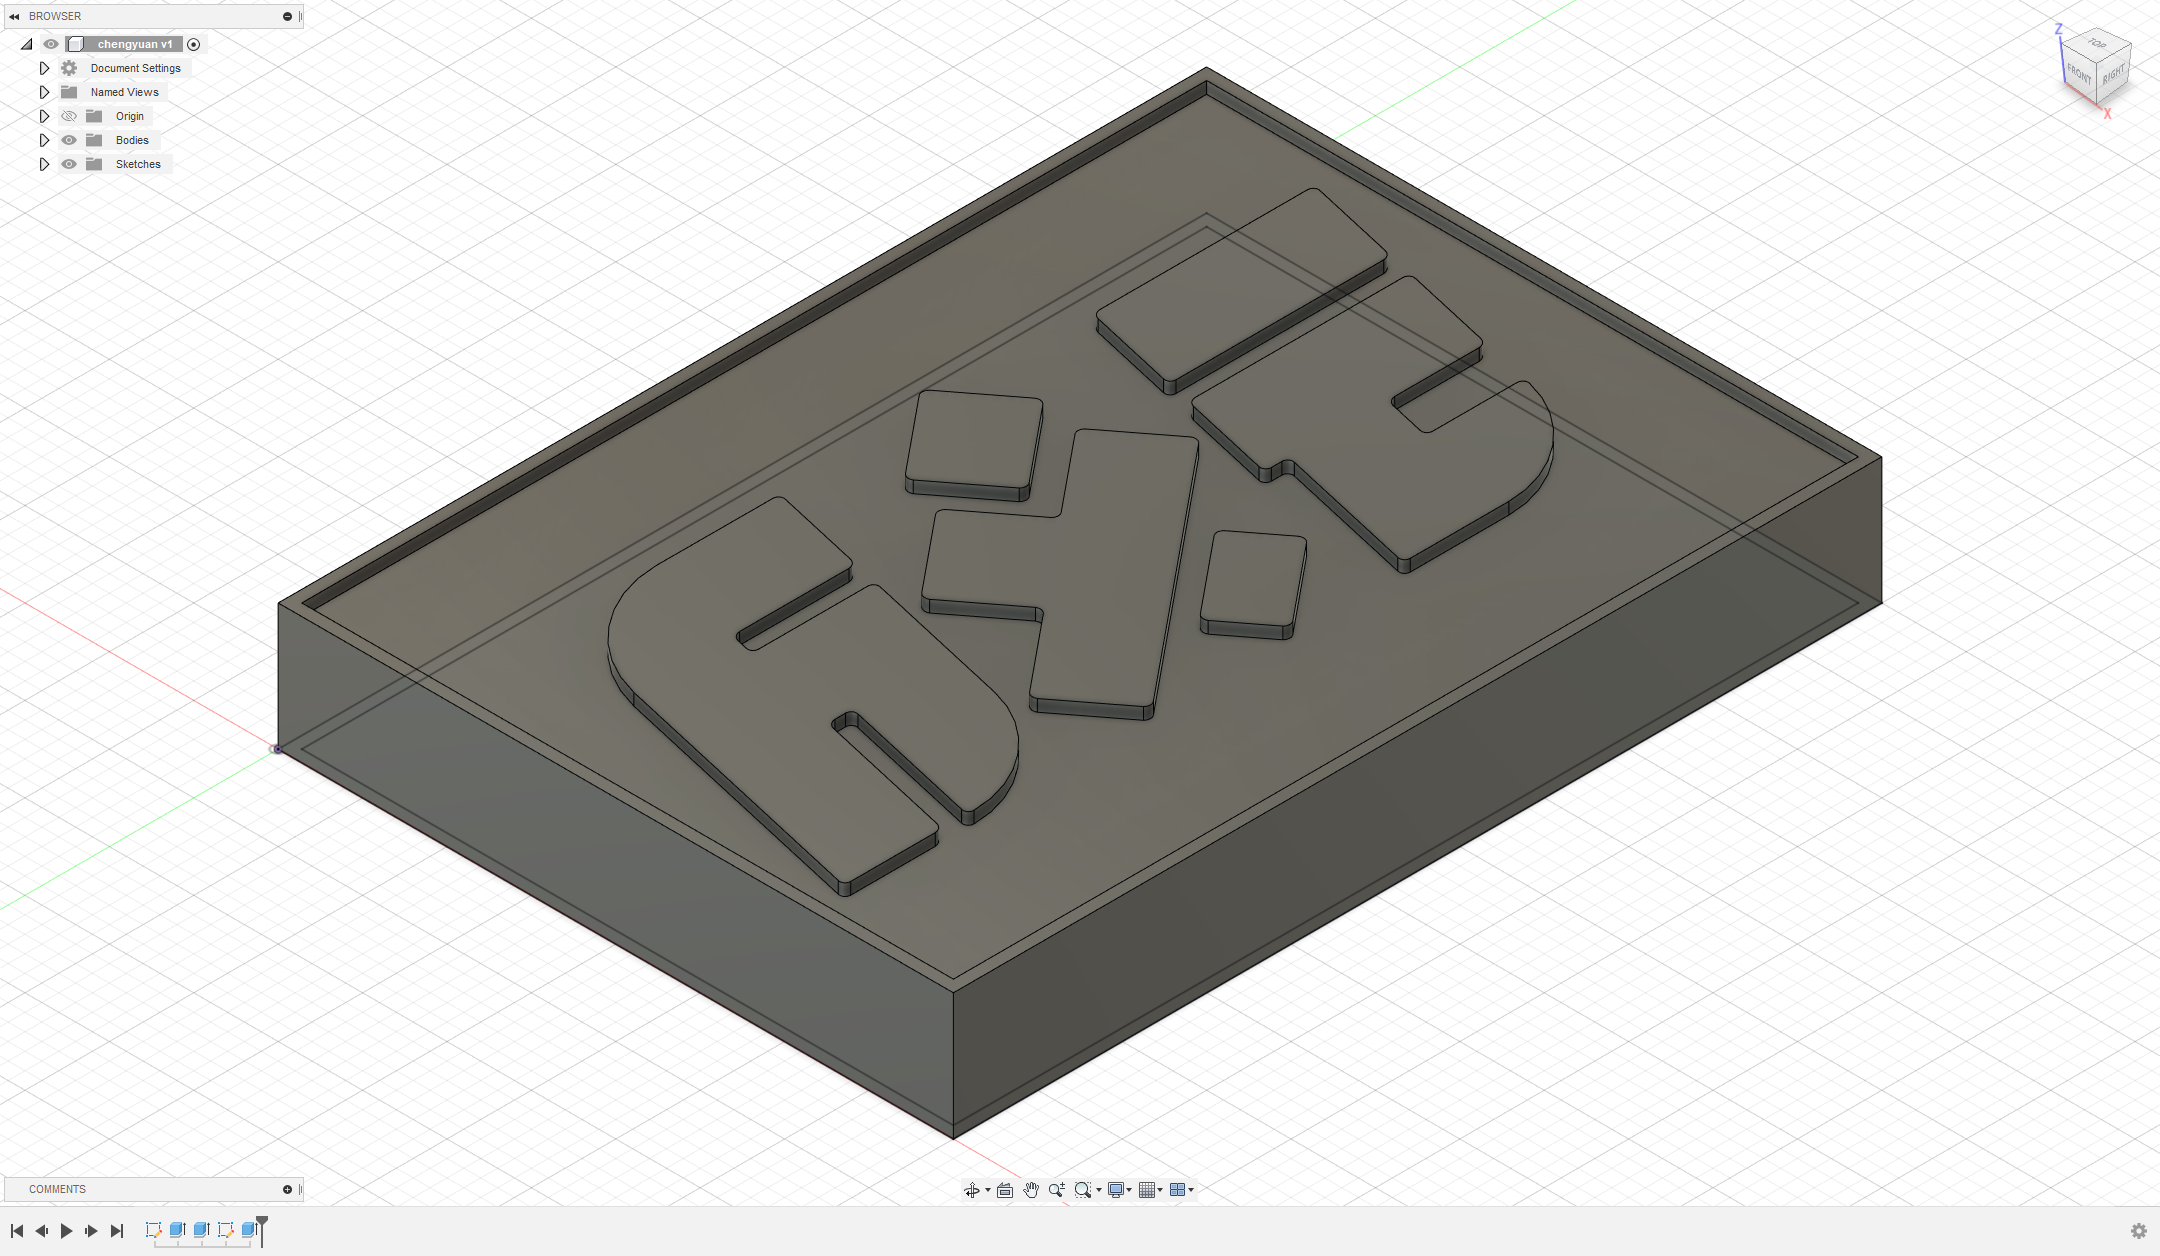 BROWSER
chengyuan v1
Document Settings
Named Views
Origin
Bodies
Sketches
Z
TOP
FRONT
RIGHT
X
COMMENTS